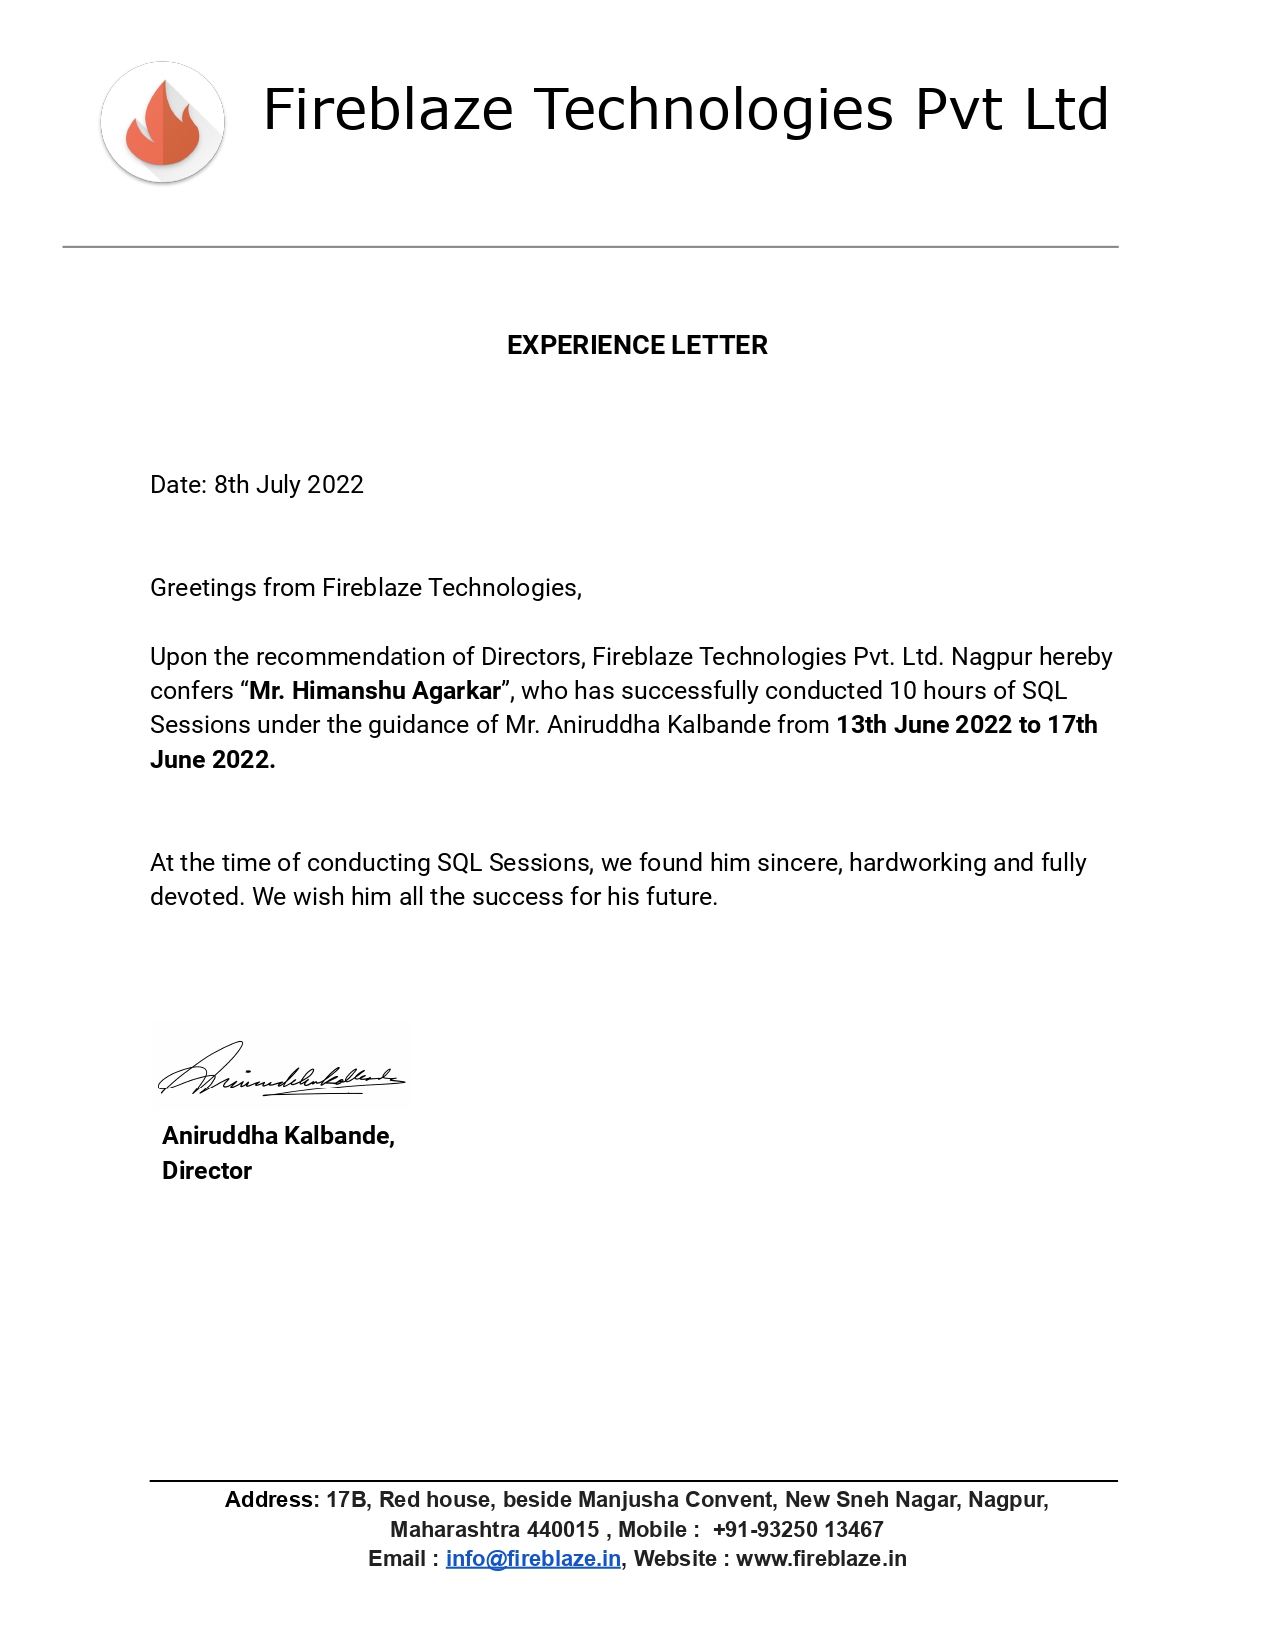 Fireblaze Technologies Pvt Ltd
EXPERIENCE LETTER
Date: 8th July 2022
Greetings from Fireblaze Technologies,
Upon the recommendation of Directors, Fireblaze Technologies Pvt. Ltd. Nagpur hereby
confers “Mr. Himanshu Agarkar”, who has successfully conducted 10 hours of SQL
Sessions under the guidance of Mr. Aniruddha Kalbande from 13th June 2022 to 17th
June 2022.
At the time of conducting SQL Sessions, we found him sincere, hardworking and fully
devoted. We wish him all the success for his future.
Aniruddha Kalbande
Aniruddha Kalbande,
Director
Address: 17B, Red house, beside Manjusha Convent, New Sneh Nagar, Nagpur,
Maharashtra 440015 , Mobile : +91-93250 13467
Email : info@fireblaze.in, Website : www.fireblaze.in